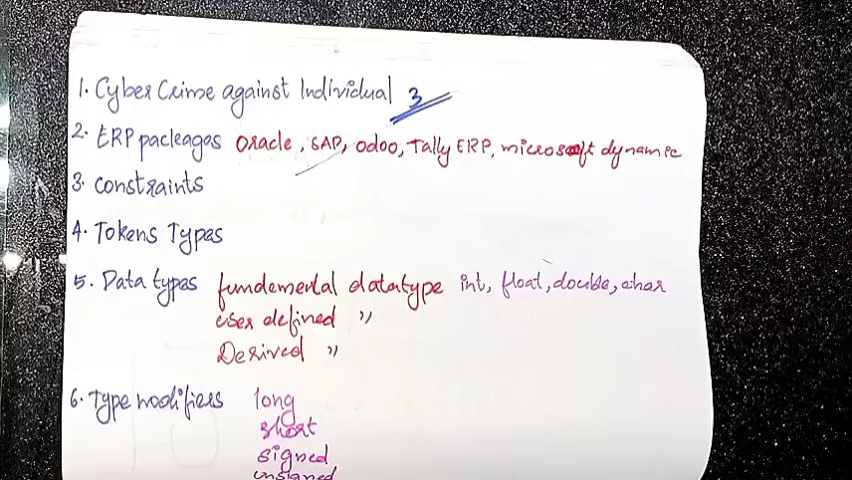 1. Cyber Crime against Individual 3
2. ERP packages Oracle, SAP, Odoo, Tally ERP, microsoft dynamic
3. constraints
4. Tokens Types
5. Data types fundemental datatype int, float, double, char
user defined "
Derived "
6. Type modifiers long
short
signed
unsigned